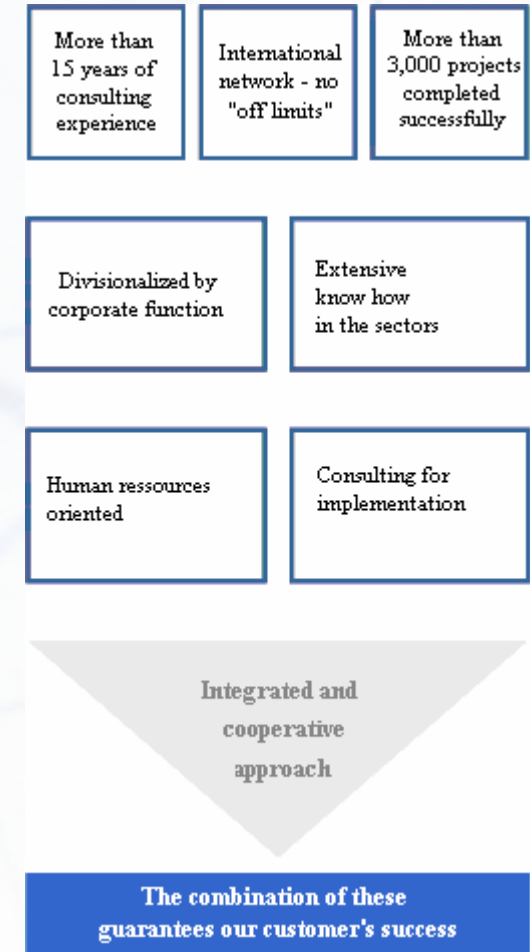 More than
15 years of
consulting
experience
International
network - no
"off limits"
More than
3,000 projects
completed
successfully
Divisionalized by
corporate function
Extensive
know how
in the sectors
Human ressources
oriented
Consulting for
implementation
Integrated and
cooperative
approach
The combination of these
guarantees our customer's success